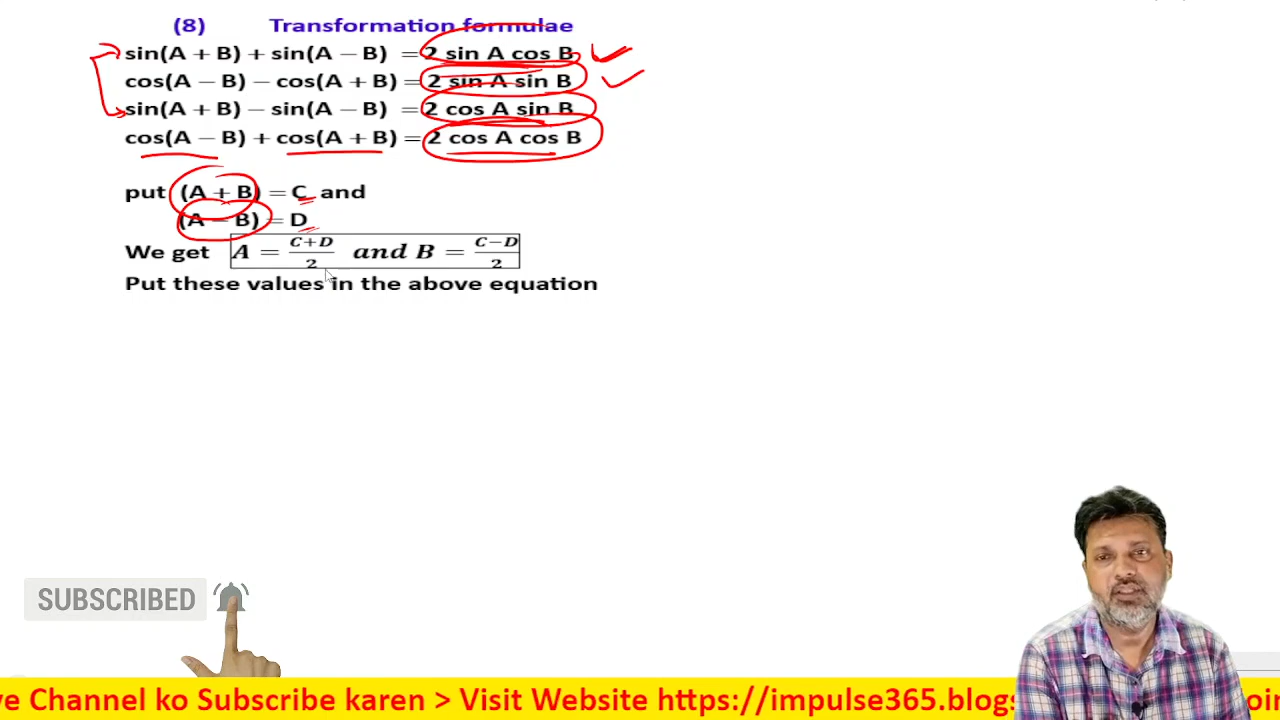 (8) Transformation formulae
sin(A + B) + sin(A − B) = 2 sin A cos B
cos(A − B) − cos(A + B) = 2 sin A sin B
sin(A + B) − sin(A − B) = 2 cos A sin B
cos(A − B) + cos(A + B) = 2 cos A cos B
put (A + B) = C and
(A − B) = D
We get A = C+D/2 and B = C−D/2
Put these values in the above equation
SUBSCRIBED
ve Channel ko Subscribe karen > Visit Website https://impulse365.blogs oin